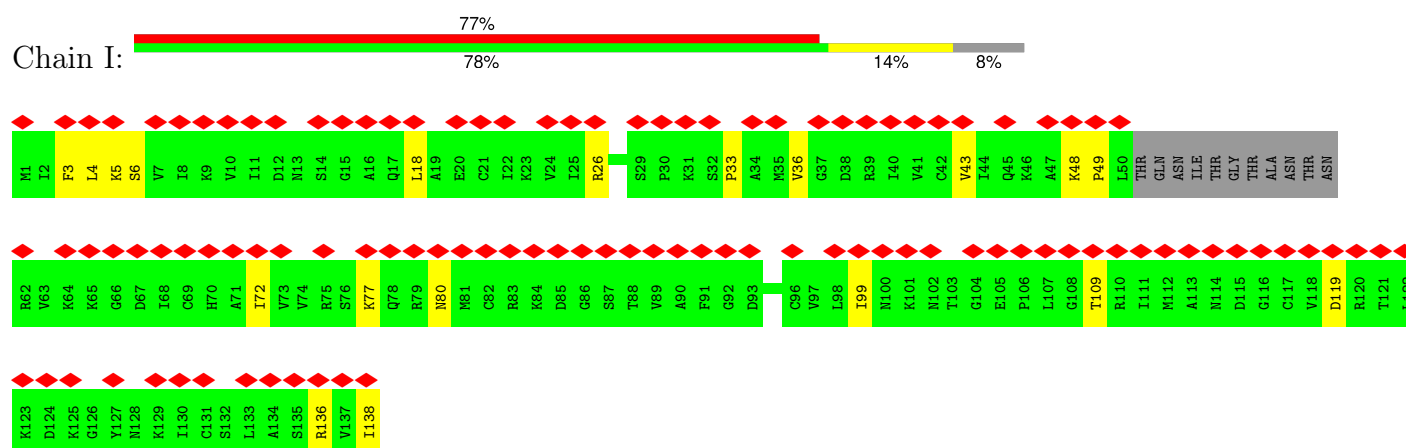 77%
Chain I:
78% 14% 8%
M1 I2 F3 L4 K5 S6 V7 I8 K9 V10 I11 D12 N13 S14 G15 A16 Q17 L18 A19 E20 C21 I22 K23 V24 I25 R26 S29 P30 K31 S32 P33 A34 M35 V36 G37 D38 R39 I40 V41 C42 V43 I44 Q45 K46 A47 K48 P49 L50 THR GLN ASN ILE THR GLY THR ALA ASN THR ASN
R62 V63 K64 K65 G66 D67 I68 C69 H70 A71 I72 V73 V74 R75 S76 K77 Q78 R79 N80 M81 C82 R83 K84 D85 G86 S87 T88 V89 A90 F91 G92 D93 C96 V97 L98 I99 N100 K101 N102 T103 G104 E105 P106 L107 G108 T109 R110 I111 M112 A113 N114 D115 G116 C117 V118 D119 R120 T121
K123 D124 K125 G126 Y127 N128 K129 I130 C131 S132 L133 A134 S135 R136 V137 I138